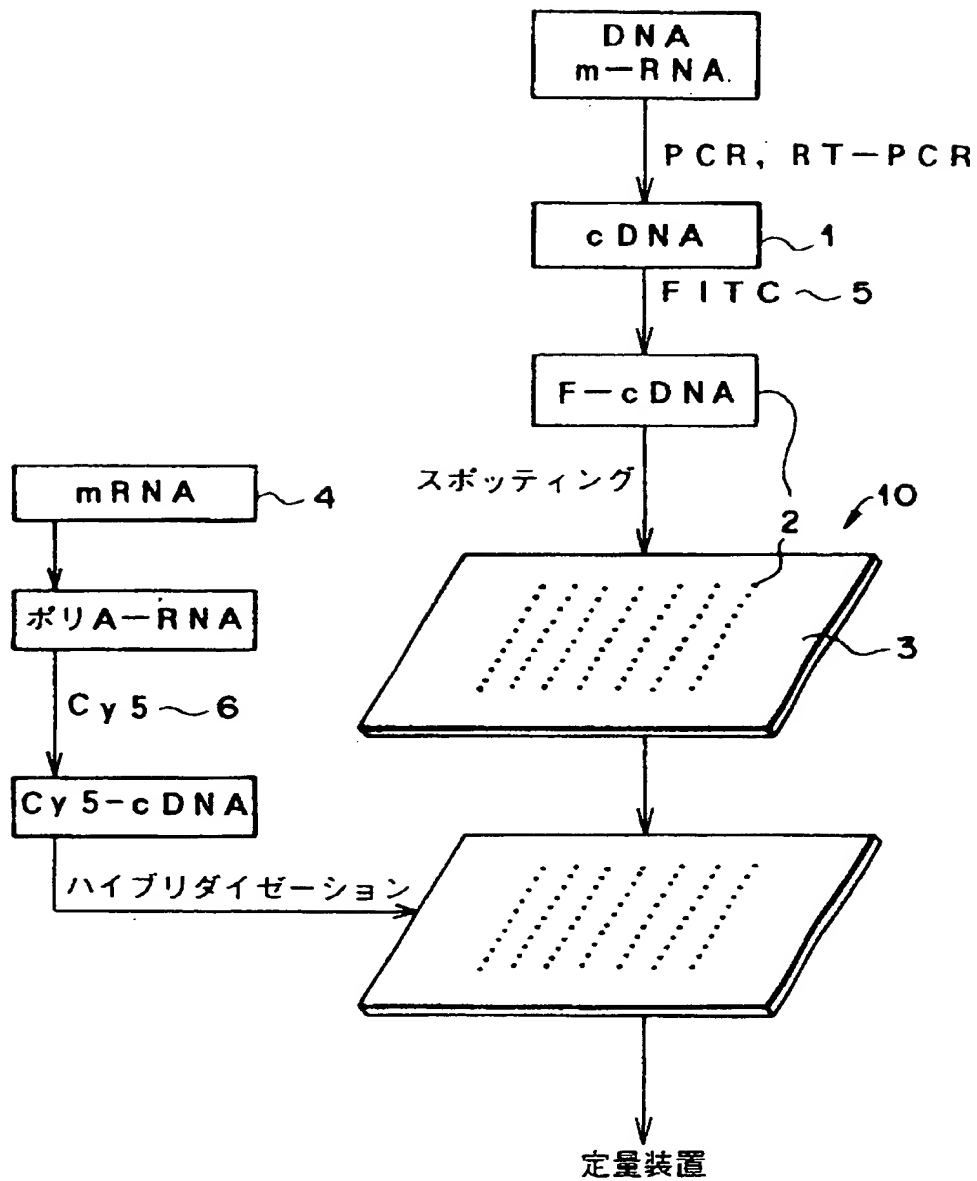 DNA
m-RNA
PCR, RT-PCR
cDNA
1
FITC
5
F-cDNA
mRNA
4
スポッティング
2
10
ポリA-RNA
3
Cy5
6
Cy5-cDNA
ハイブリダイゼーション
定量装置